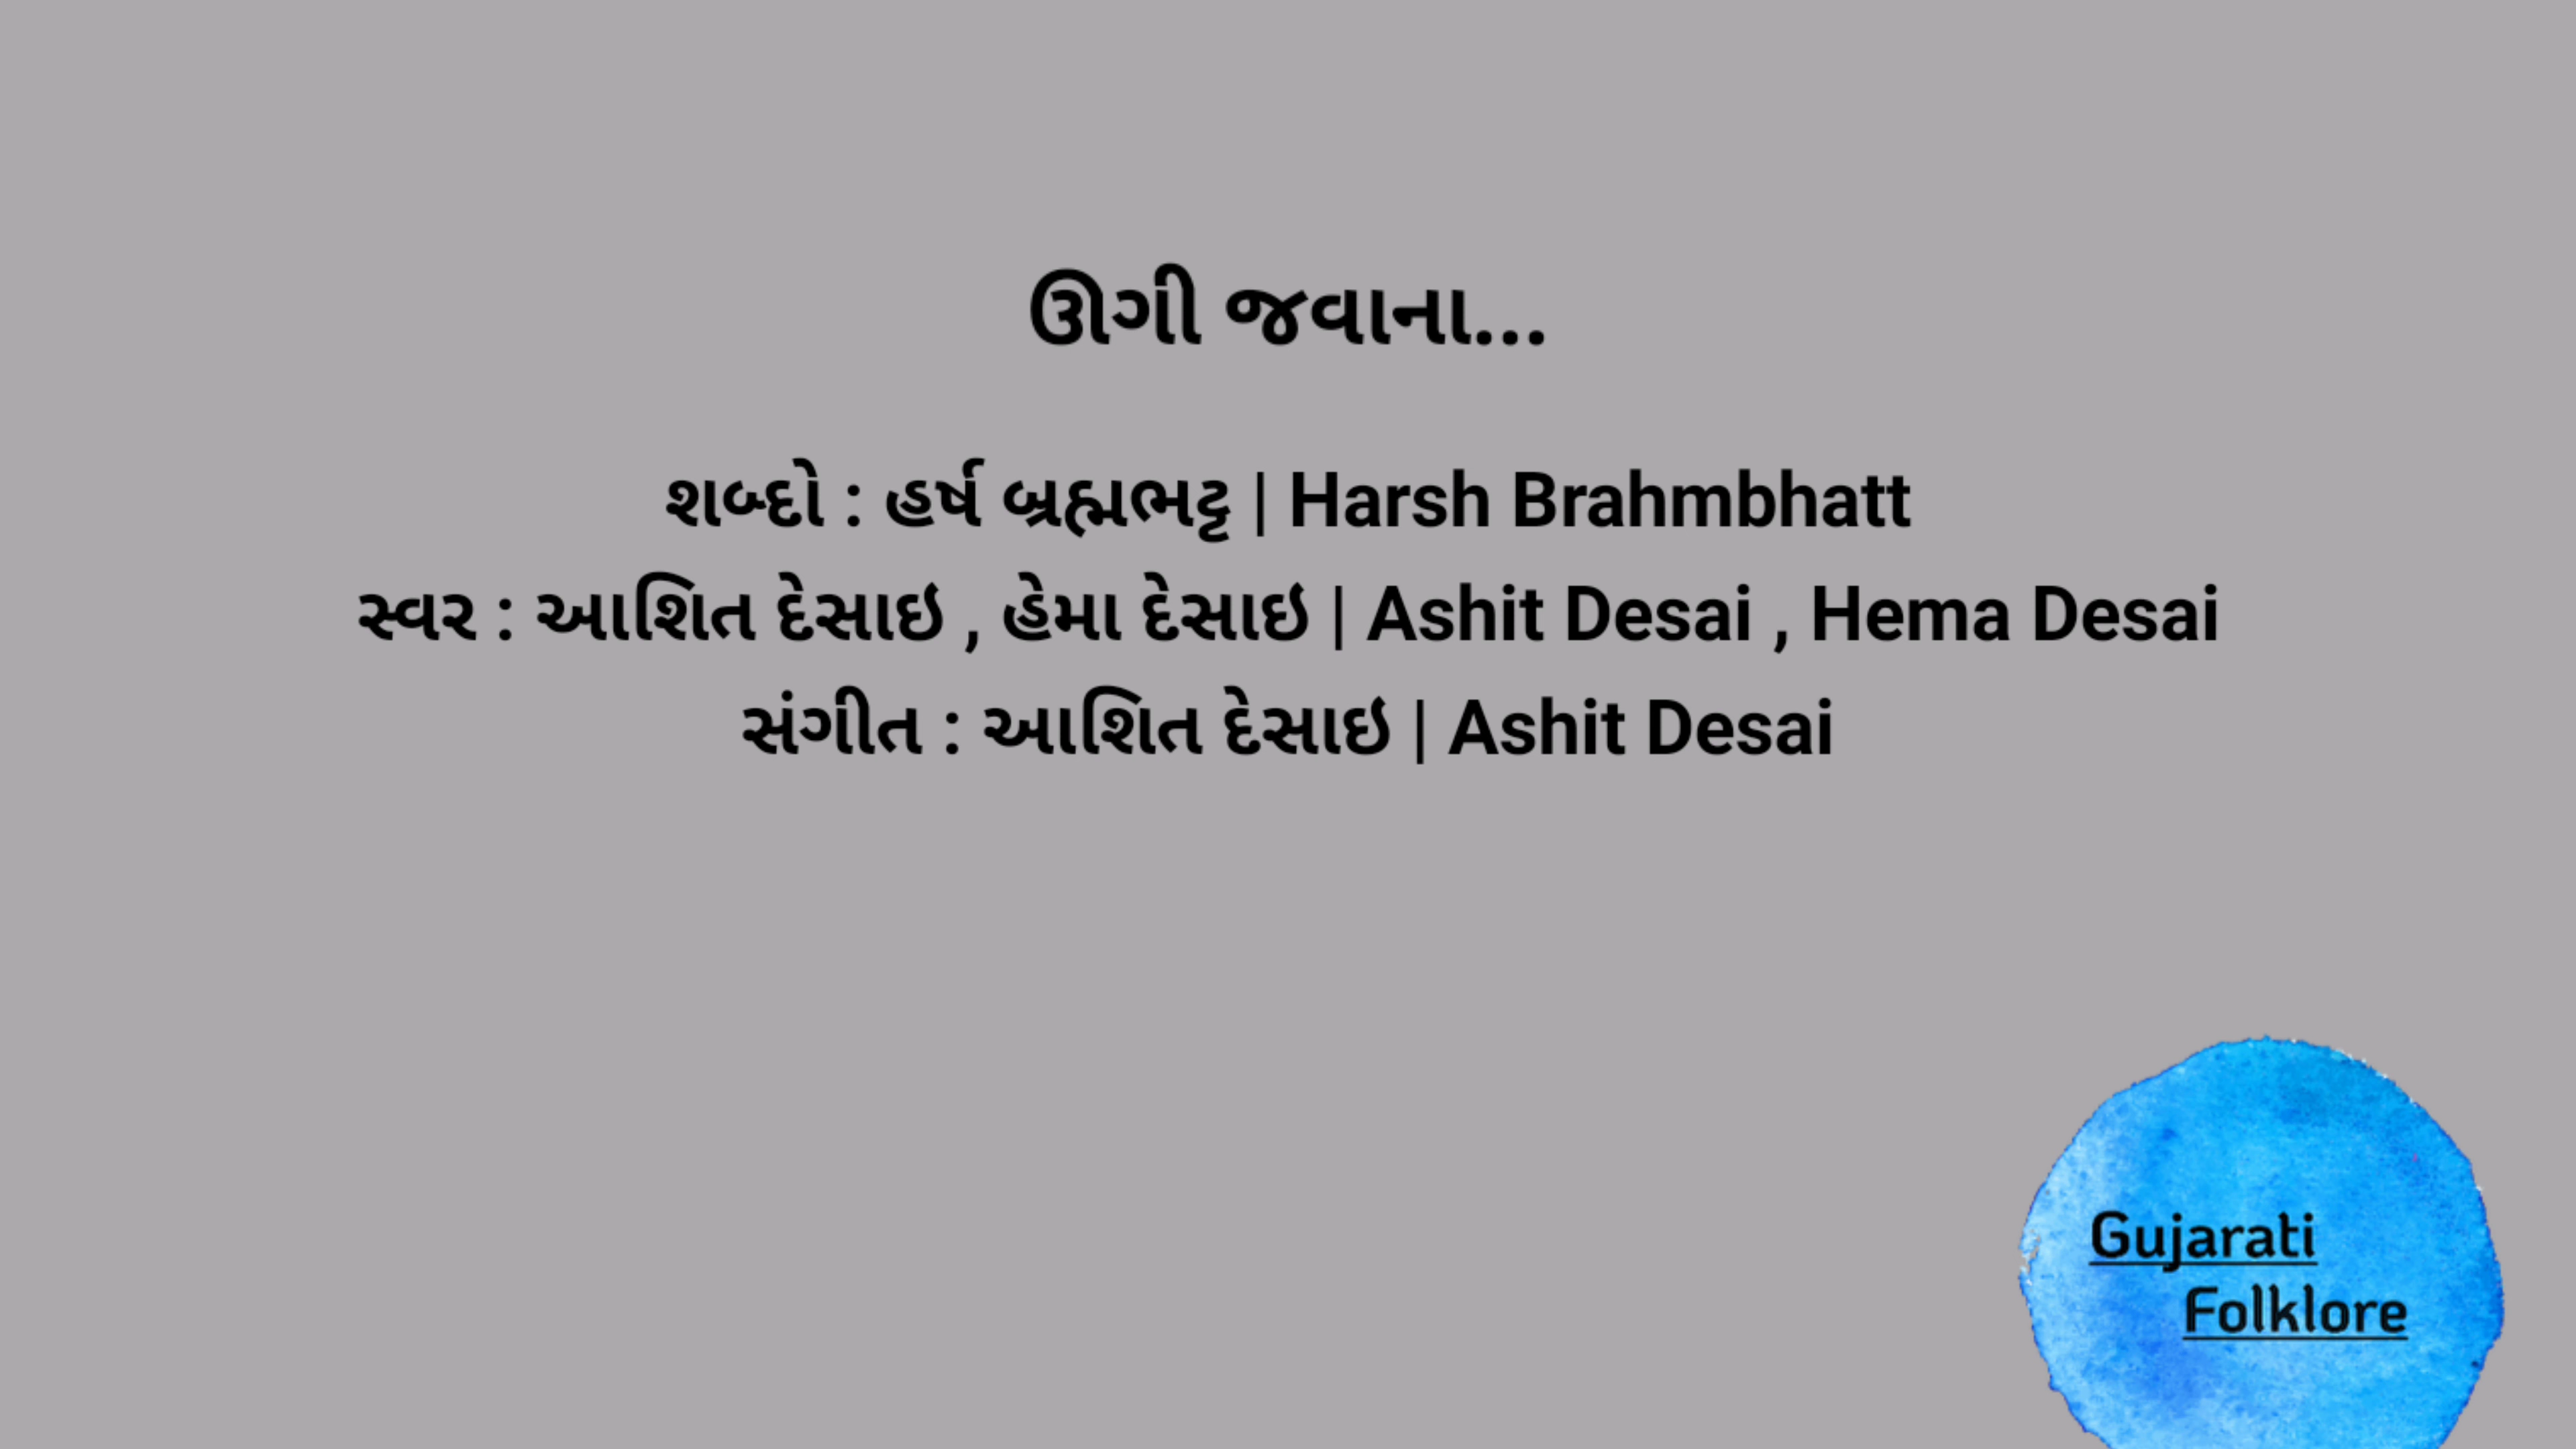 ઊગી જવાના...
શબ્દો : હર્ષ બ્રહ્મભટ્ટ | Harsh Brahmbhatt
સ્વર : આશિત દેસાઇ , હેમા દેસાઇ | Ashit Desai , Hema Desai
સંગીત : આશિત દેસાઇ | Ashit Desai
Gujarati
Folklore